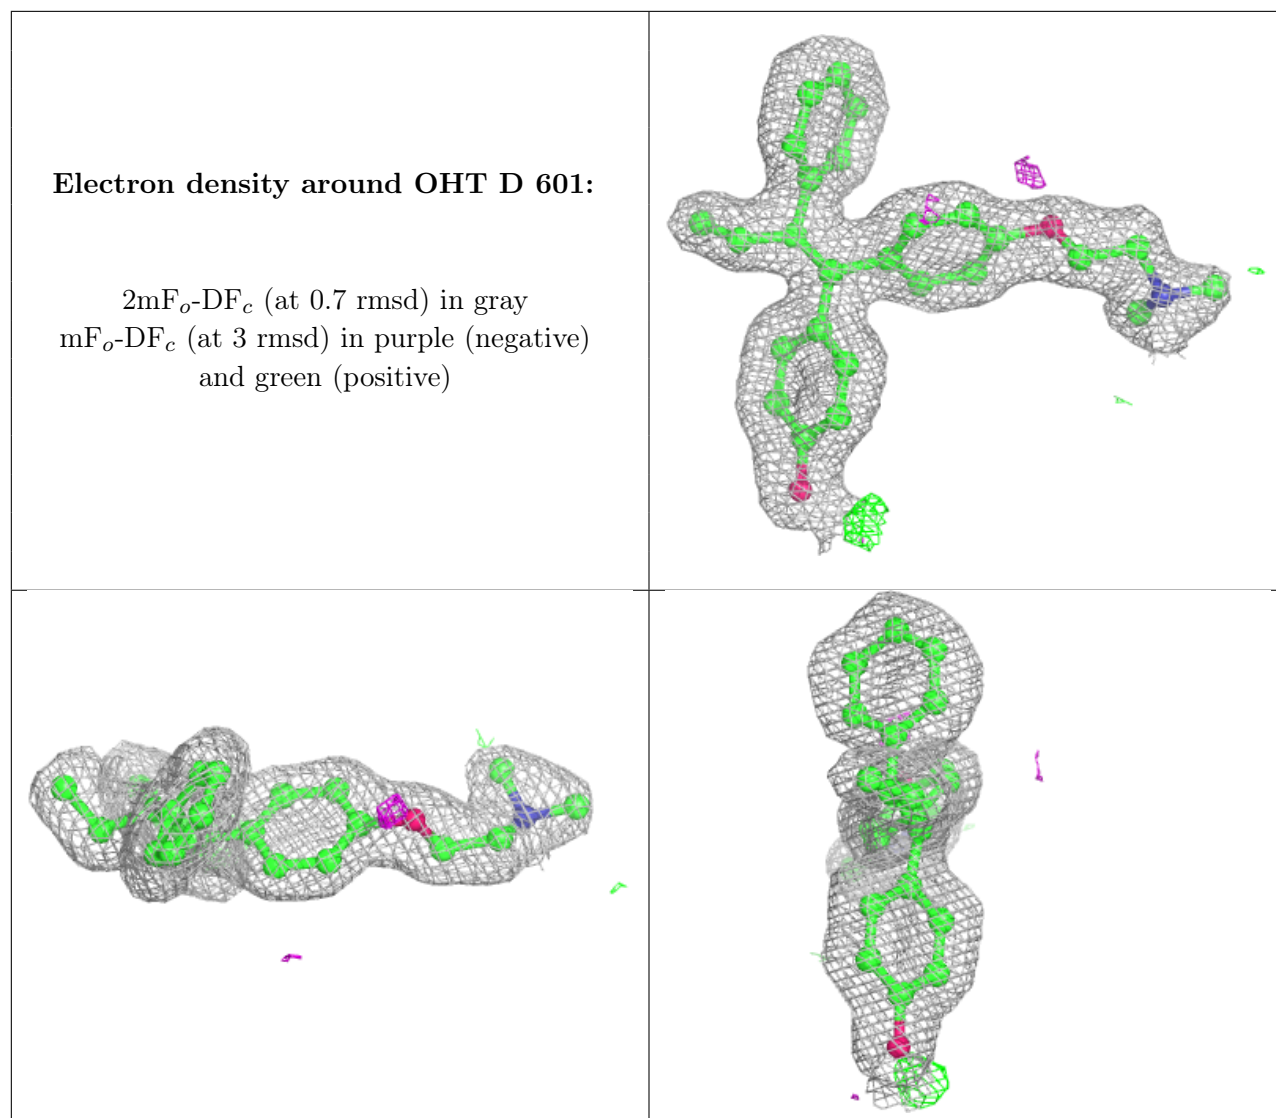 Electron density around OHT D 601:
2mFo-DFc (at 0.7 rmsd) in gray
mFo-DFc (at 3 rmsd) in purple (negative)
and green (positive)